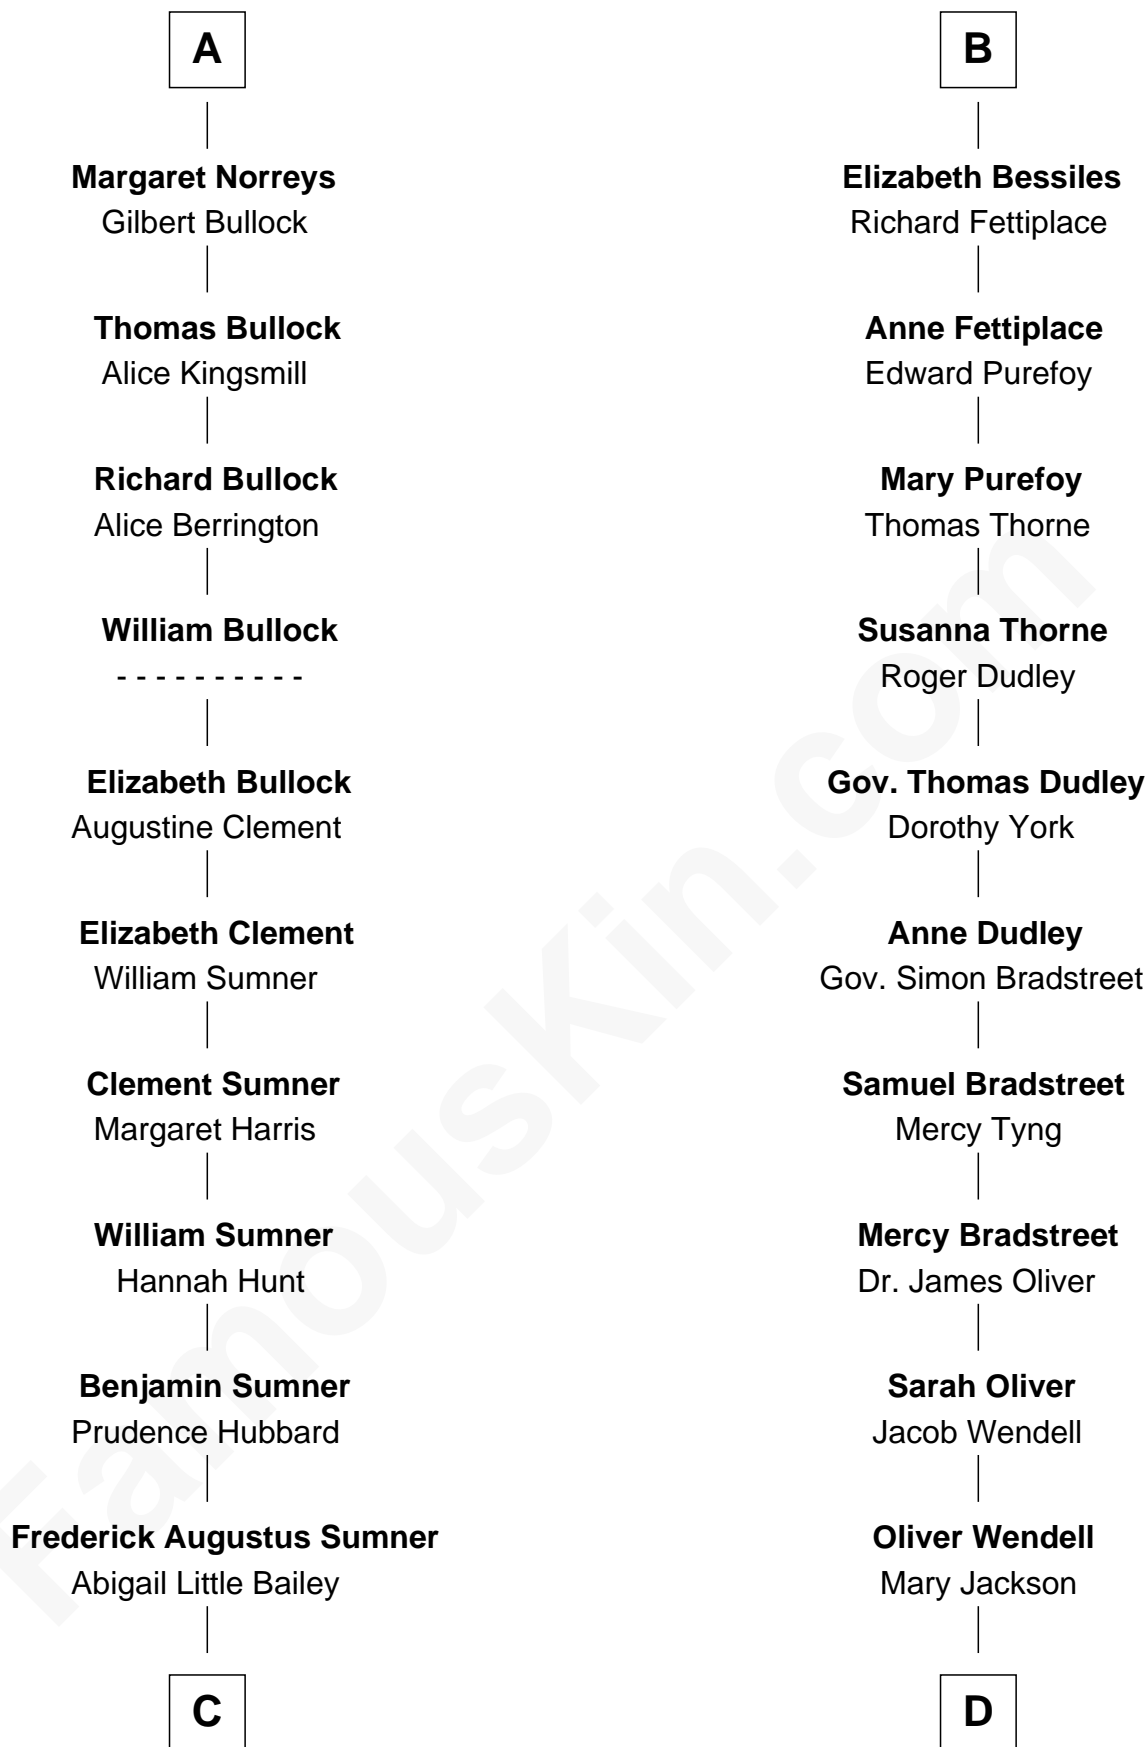 A
Margaret Norreys
Gilbert Bullock
Thomas Bullock
Alice Kingsmill
Richard Bullock
Alice Berrington
William Bullock
- - - - - - - - - -
Elizabeth Bullock
Augustine Clement
Elizabeth Clement
William Sumner
Clement Sumner
Margaret Harris
William Sumner
Hannah Hunt
Benjamin Sumner
Prudence Hubbard
Frederick Augustus Sumner
Abigail Little Bailey
C
B
Elizabeth Bessiles
Richard Fettiplace
Anne Fettiplace
Edward Purefoy
Mary Purefoy
Thomas Thorne
Susanna Thorne
Roger Dudley
Gov. Thomas Dudley
Dorothy York
Anne Dudley
Gov. Simon Bradstreet
Samuel Bradstreet
Mercy Tyng
Mercy Bradstreet
Dr. James Oliver
Sarah Oliver
Jacob Wendell
Oliver Wendell
Mary Jackson
D
FamousKin.com